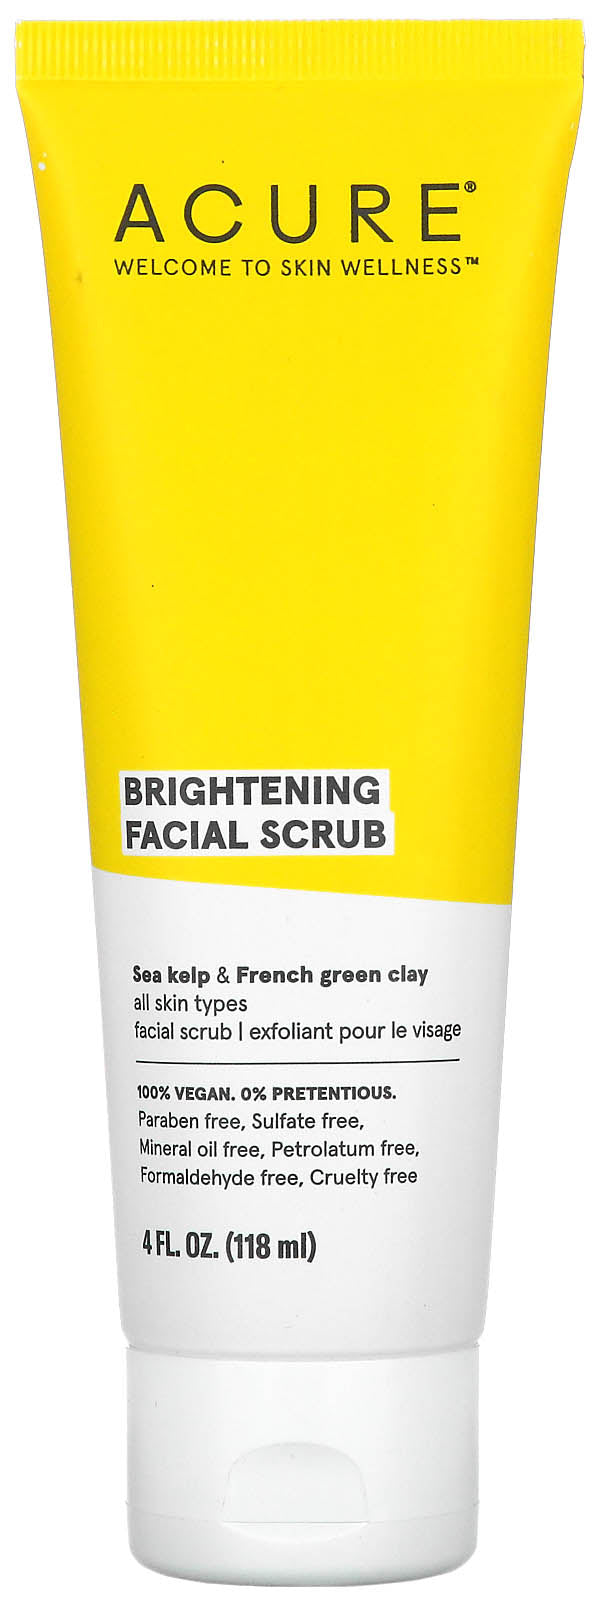 ACURE®
WELCOME TO SKIN WELLNESS™
BRIGHTENING
FACIAL SCRUB
Sea kelp & French green clay
all skin types
facial scrub | exfoliant pour le visage
100% VEGAN. 0% PRETENTIOUS.
Paraben free, Sulfate free,
Mineral oil free, Petrolatum free,
Formaldehyde free, Cruelty free
4 FL. OZ. (118 ml)